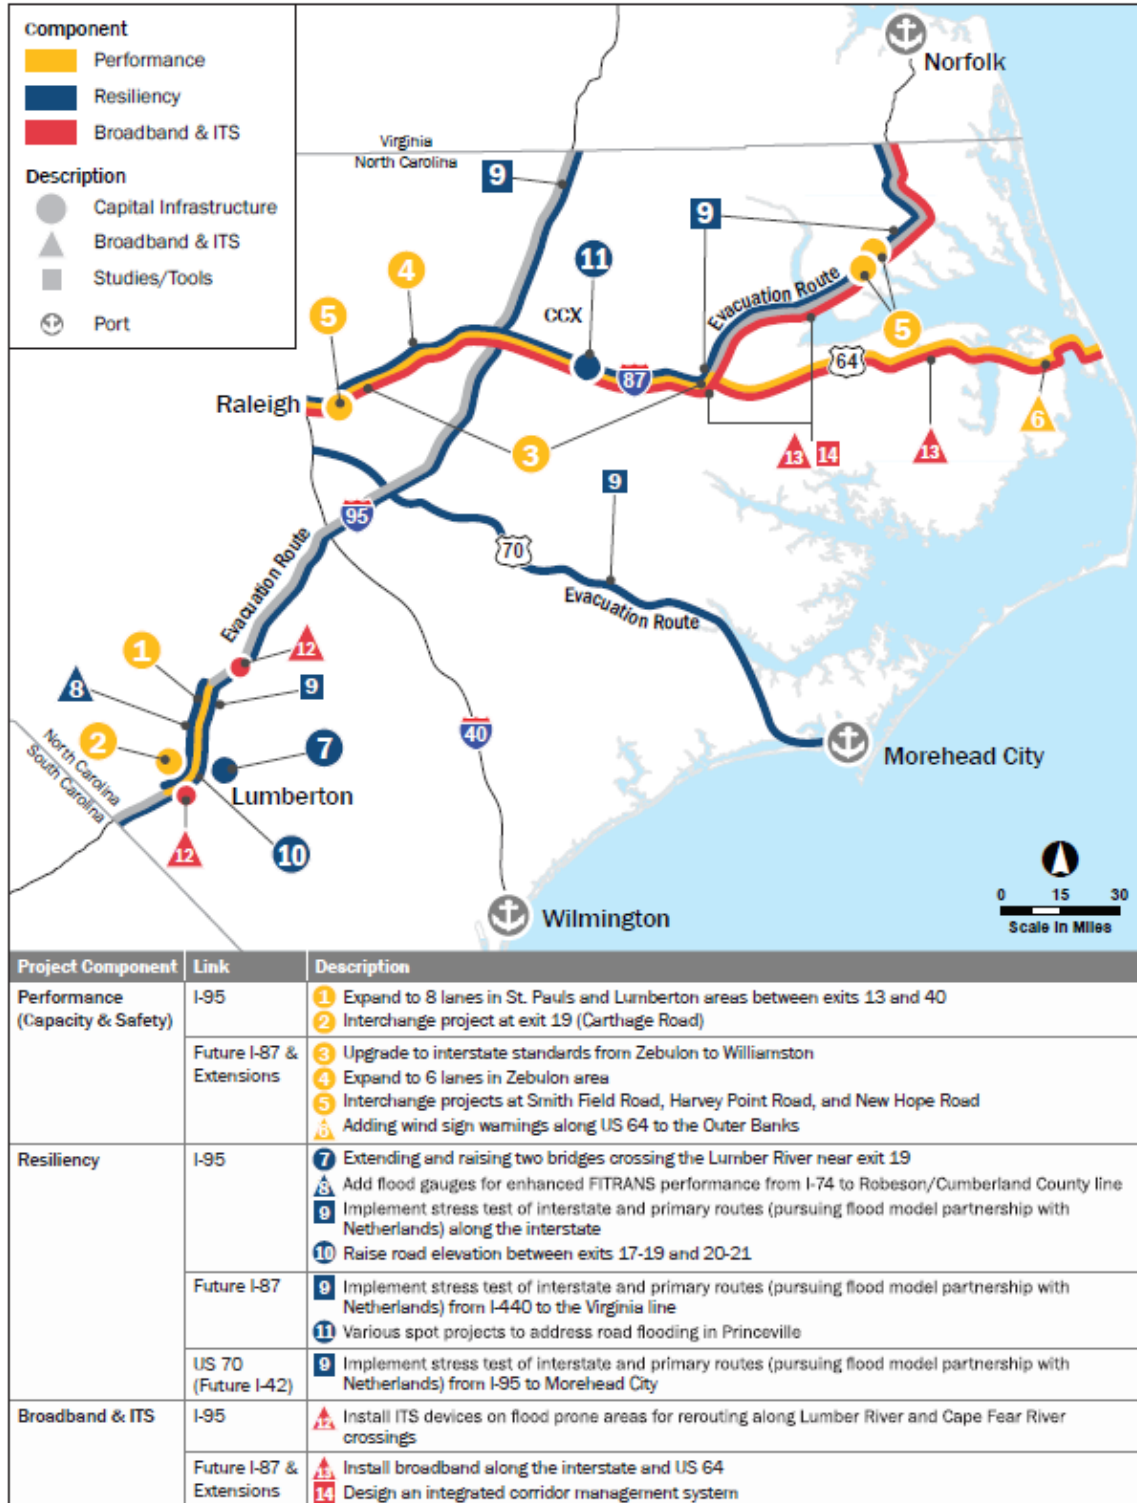 Component
Performance
Resiliency
Broadband & ITS
Description
Capital Infrastructure
Broadband & ITS
Studies/Tools
Port
Norfolk
Virginia
North Carolina
9
9
11
4
CCX
5
Evacuation Route
5
64
87
Raleigh
6
3
13
14
13
9
95
70
Evacuation Route
Evacuation Route
12
1
8
9
2
7
40
North Carolina
South Carolina
Morehead City
Lumberton
12
10
Wilmington
0 15 30
Scale in Miles
Project Component Link Description
Performance
(Capacity & Safety)
I-95
1 Expand to 8 lanes in St. Pauls and Lumberton areas between exits 13 and 40
2 Interchange project at exit 19 (Carthage Road)
Future I-87 &
Extensions
3 Upgrade to interstate standards from Zebulon to Williamston
4 Expand to 6 lanes in Zebulon area
5 Interchange projects at Smith Field Road, Harvey Point Road, and New Hope Road
6 Adding wind sign warnings along US 64 to the Outer Banks
Resiliency
I-95
7 Extending and raising two bridges crossing the Lumber River near exit 19
8 Add flood gauges for enhanced FITRANS performance from I-74 to Robeson/Cumberland County line
9 Implement stress test of interstate and primary routes (pursuing flood model partnership with
Netherlands) along the interstate
10 Raise road elevation between exits 17-19 and 20-21
Future I-87
9 Implement stress test of interstate and primary routes (pursuing flood model partnership with
Netherlands) from I-440 to the Virginia line
11 Various spot projects to address road flooding in Princeville
US 70
(Future I-42)
9 Implement stress test of interstate and primary routes (pursuing flood model partnership with
Netherlands) from I-95 to Morehead City
Broadband & ITS
I-95
12 Install ITS devices on flood prone areas for rerouting along Lumber River and Cape Fear River
crossings
Future I-87 &
Extensions
13 Install broadband along the interstate and US 64
14 Design an integrated corridor management system